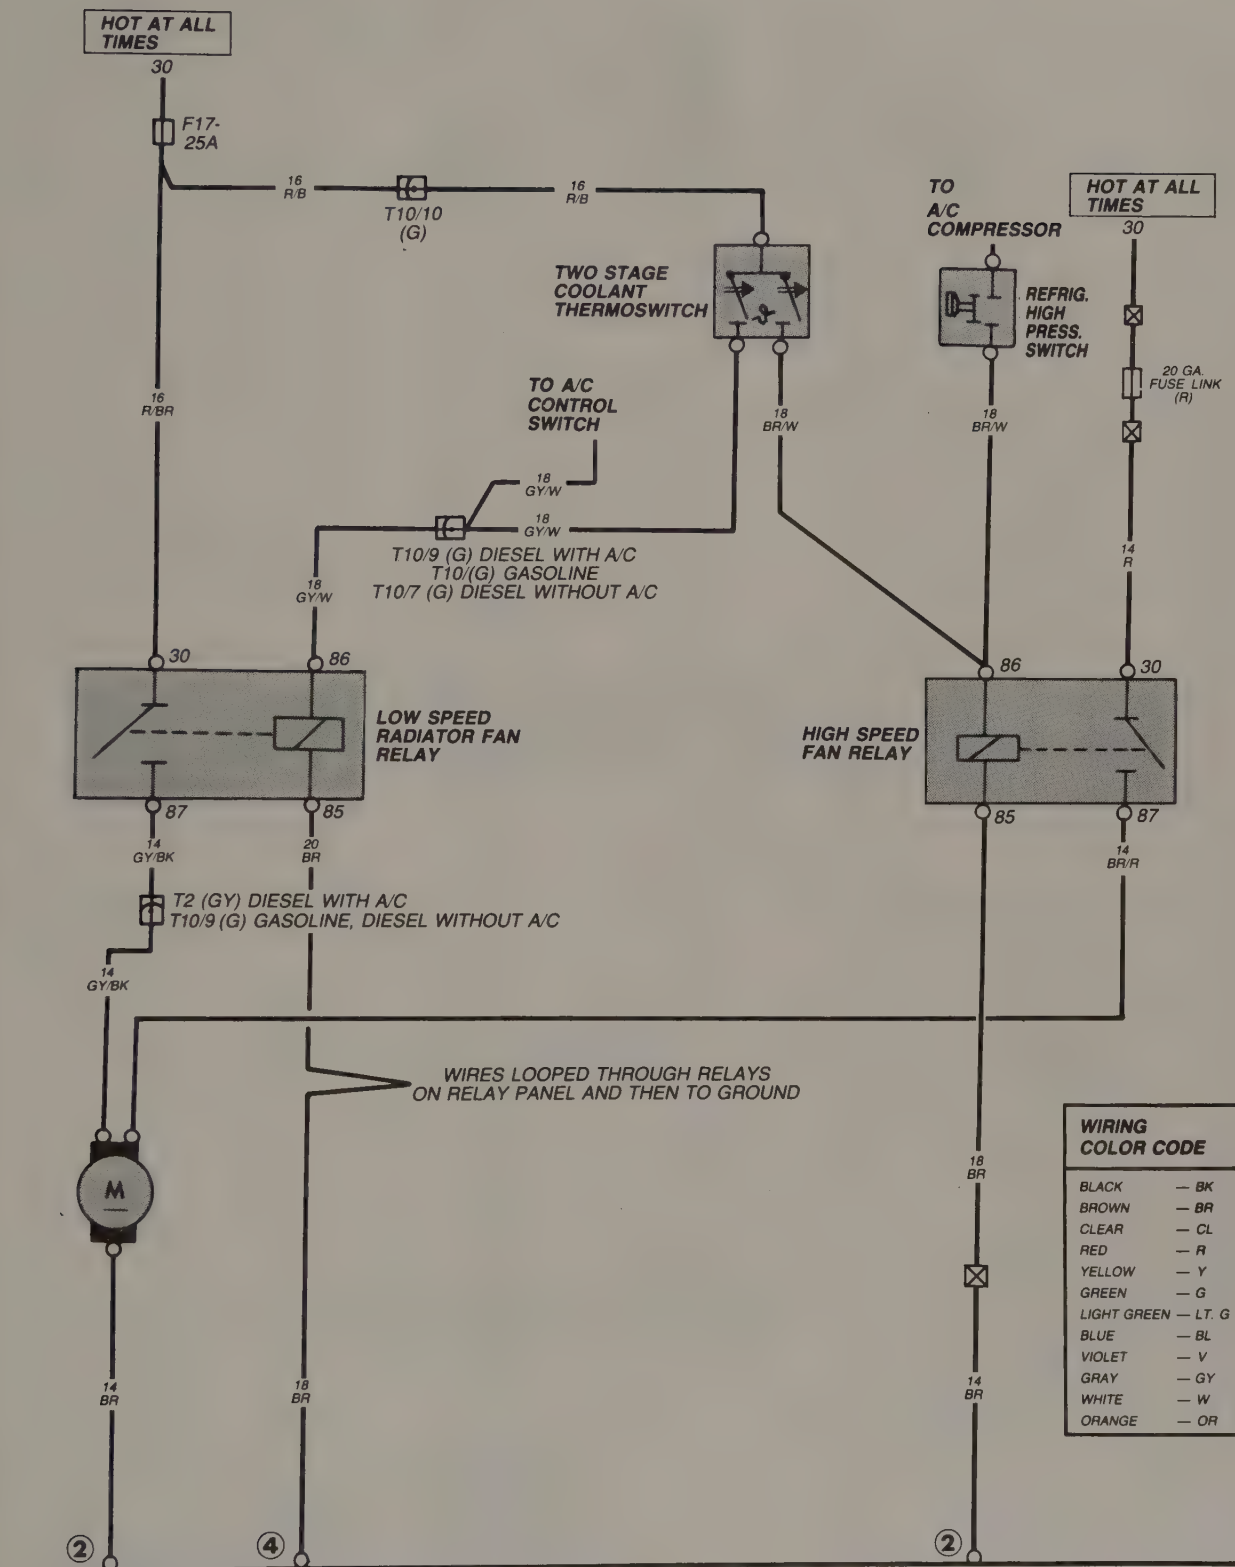 HOT AT ALL
TIMES
30
F17-
25A
16
R/B
T10/10
(G)
16
R/B
TO
A/C
COMPRESSOR
HOT AT ALL
TIMES
30
TWO STAGE
COOLANT
THERMOSWITCH
REFRIG.
HIGH
PRESS.
SWITCH
20 GA.
FUSE LINK
(R)
16
R/BR
TO A/C
CONTROL
SWITCH
18
BR/W
18
BR/W
18
GY/W
18
GY/W
T10/9 (G) DIESEL WITH A/C
T10/(G) GASOLINE
T10/7 (G) DIESEL WITHOUT A/C
14
R
18
GY/W
30
86
86
30
LOW SPEED
RADIATOR FAN
RELAY
HIGH SPEED
FAN RELAY
87
85
85
87
14
GY/BK
20
BR
14
BR/R
T2 (GY) DIESEL WITH A/C
T10/9 (G) GASOLINE, DIESEL WITHOUT A/C
14
GY/BK
WIRES LOOPED THROUGH RELAYS
ON RELAY PANEL AND THEN TO GROUND
M
18
BR
WIRING
COLOR CODE
BLACK — BK
BROWN — BR
CLEAR — CL
RED — R
YELLOW — Y
GREEN — G
LIGHT GREEN — LT. G
BLUE — BL
VIOLET — V
GRAY — GY
WHITE — W
ORANGE — OR
14
BR
18
BR
14
BR
2
4
2